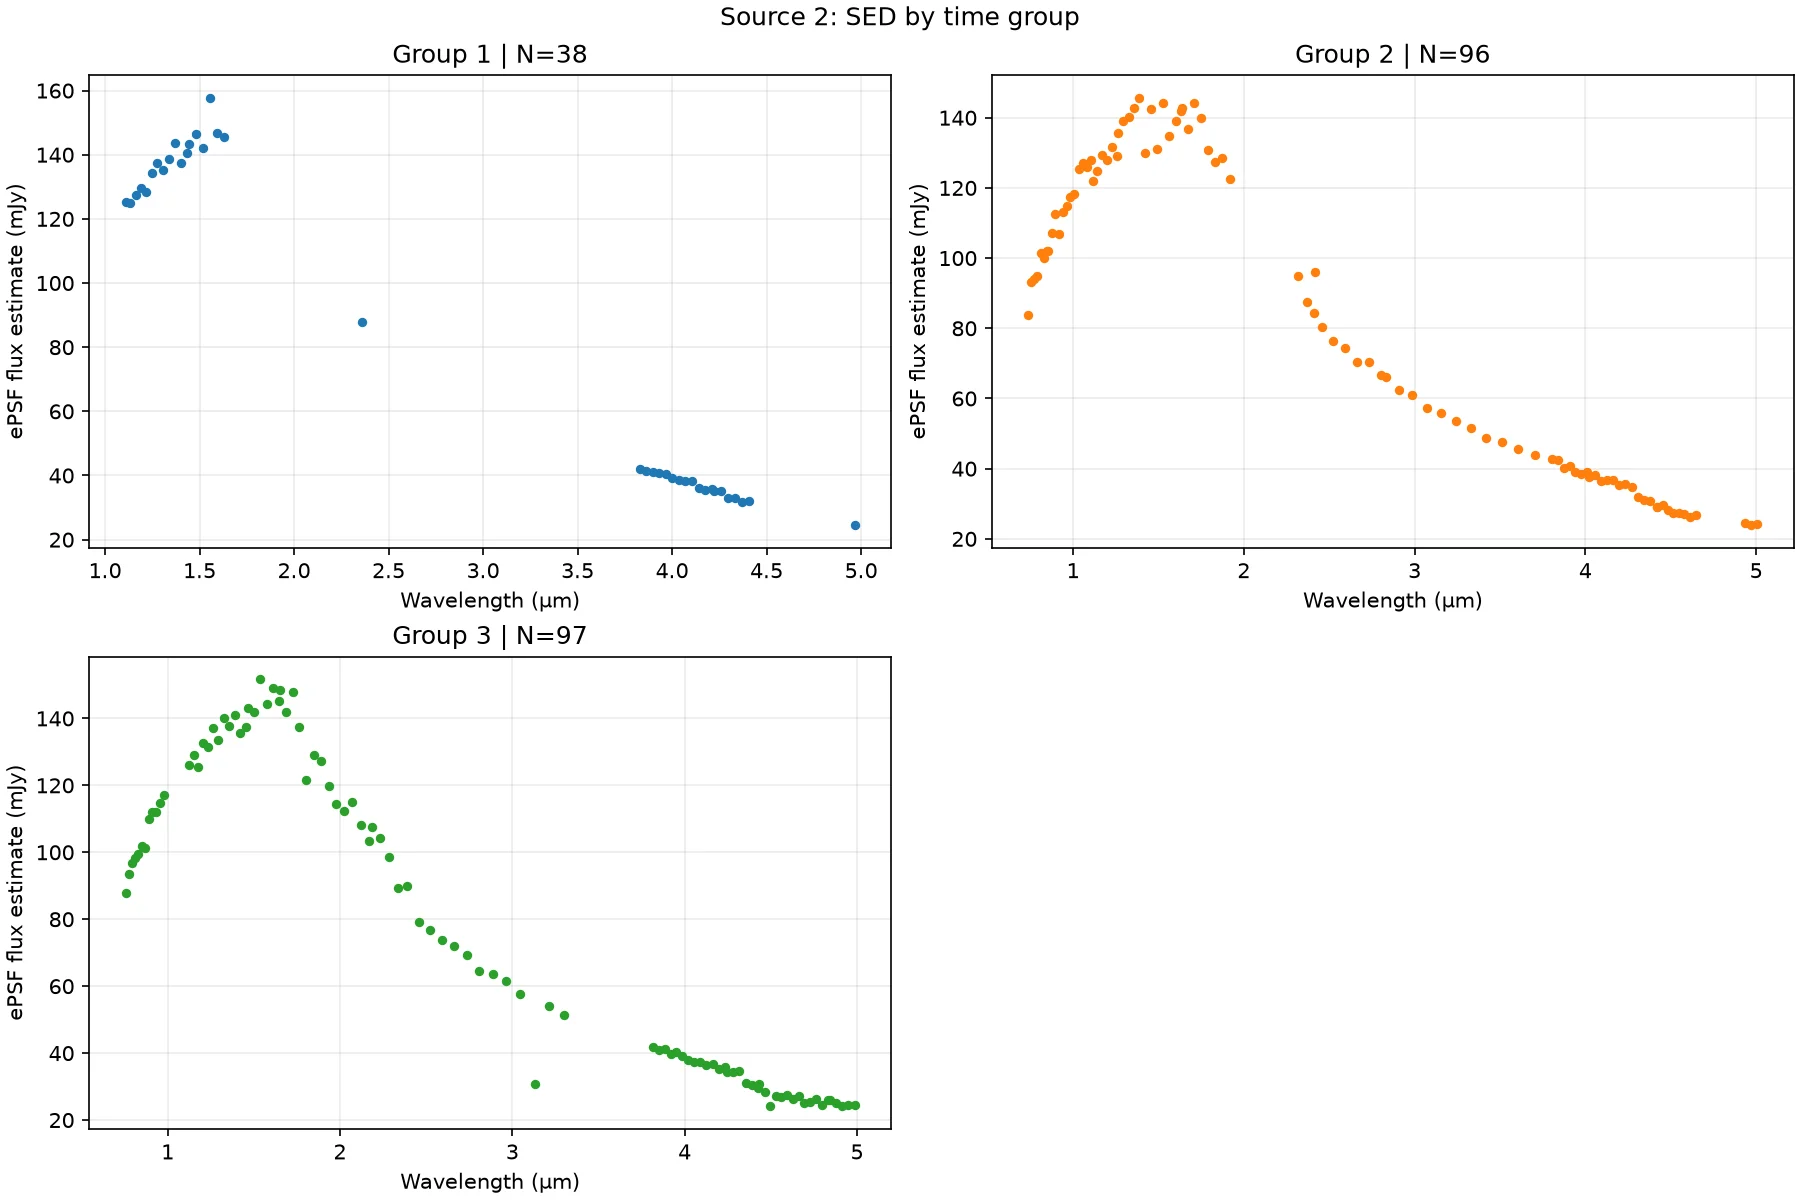 Source 2: SED by time group
Group 1 | N=38
160
140
120
100
80
60
40
20
ePSF flux estimate (mJy)
1.0 1.5 2.0 2.5 3.0 3.5 4.0 4.5 5.0
Wavelength (μm)
Group 2 | N=96
140
120
100
80
60
40
20
ePSF flux estimate (mJy)
1 2 3 4 5
Wavelength (μm)
Group 3 | N=97
140
120
100
80
60
40
20
ePSF flux estimate (mJy)
1 2 3 4 5
Wavelength (μm)